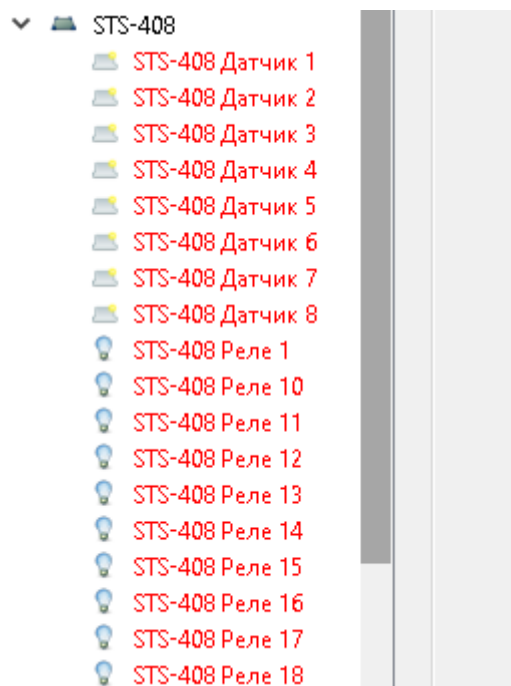 STS-408
STS-408 Датчик 1
STS-408 Датчик 2
STS-408 Датчик 3
STS-408 Датчик 4
STS-408 Датчик 5
STS-408 Датчик 6
STS-408 Датчик 7
STS-408 Датчик 8
STS-408 Реле 1
STS-408 Реле 10
STS-408 Реле 11
STS-408 Реле 12
STS-408 Реле 13
STS-408 Реле 14
STS-408 Реле 15
STS-408 Реле 16
STS-408 Реле 17
STS-408 Реле 18